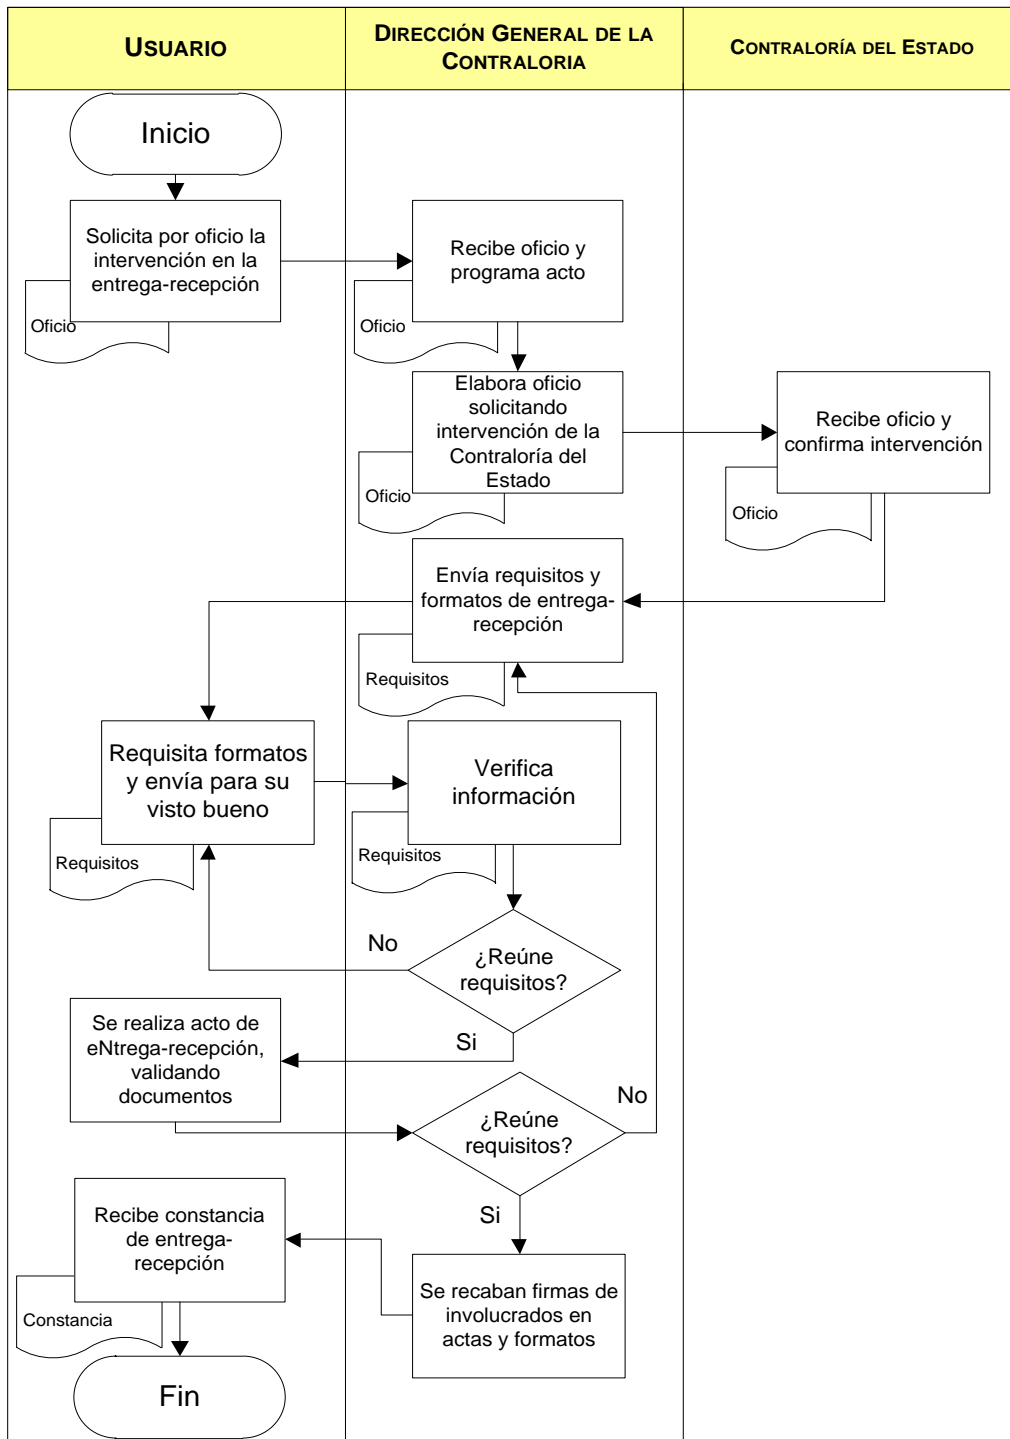 USUARIO
DIRECCIÓN GENERAL DE LA
CONTRALORIA
CONTRALORÍA DEL ESTADO
Inicio
Solicita por oficio la
intervención en la
entrega-recepción
Oficio
Recibe oficio y
programa acto
Oficio
Elabora oficio
solicitando
intervención de la
Contraloría del
Estado
Oficio
Recibe oficio y
confirma intervención
Oficio
Envía requisitos y
formatos de entrega-
recepción
Requisitos
Requisita formatos
y envía para su
visto bueno
Requisitos
Verifica
información
Requisitos
¿Reúne
requisitos?
No
Si
Se realiza acto de
eNtrega-recepción,
validando
documentos
¿Reúne
requisitos?
No
Si
Se recaban firmas de
involucrados en
actas y formatos
Recibe constancia
de entrega-
recepción
Constancia
Fin